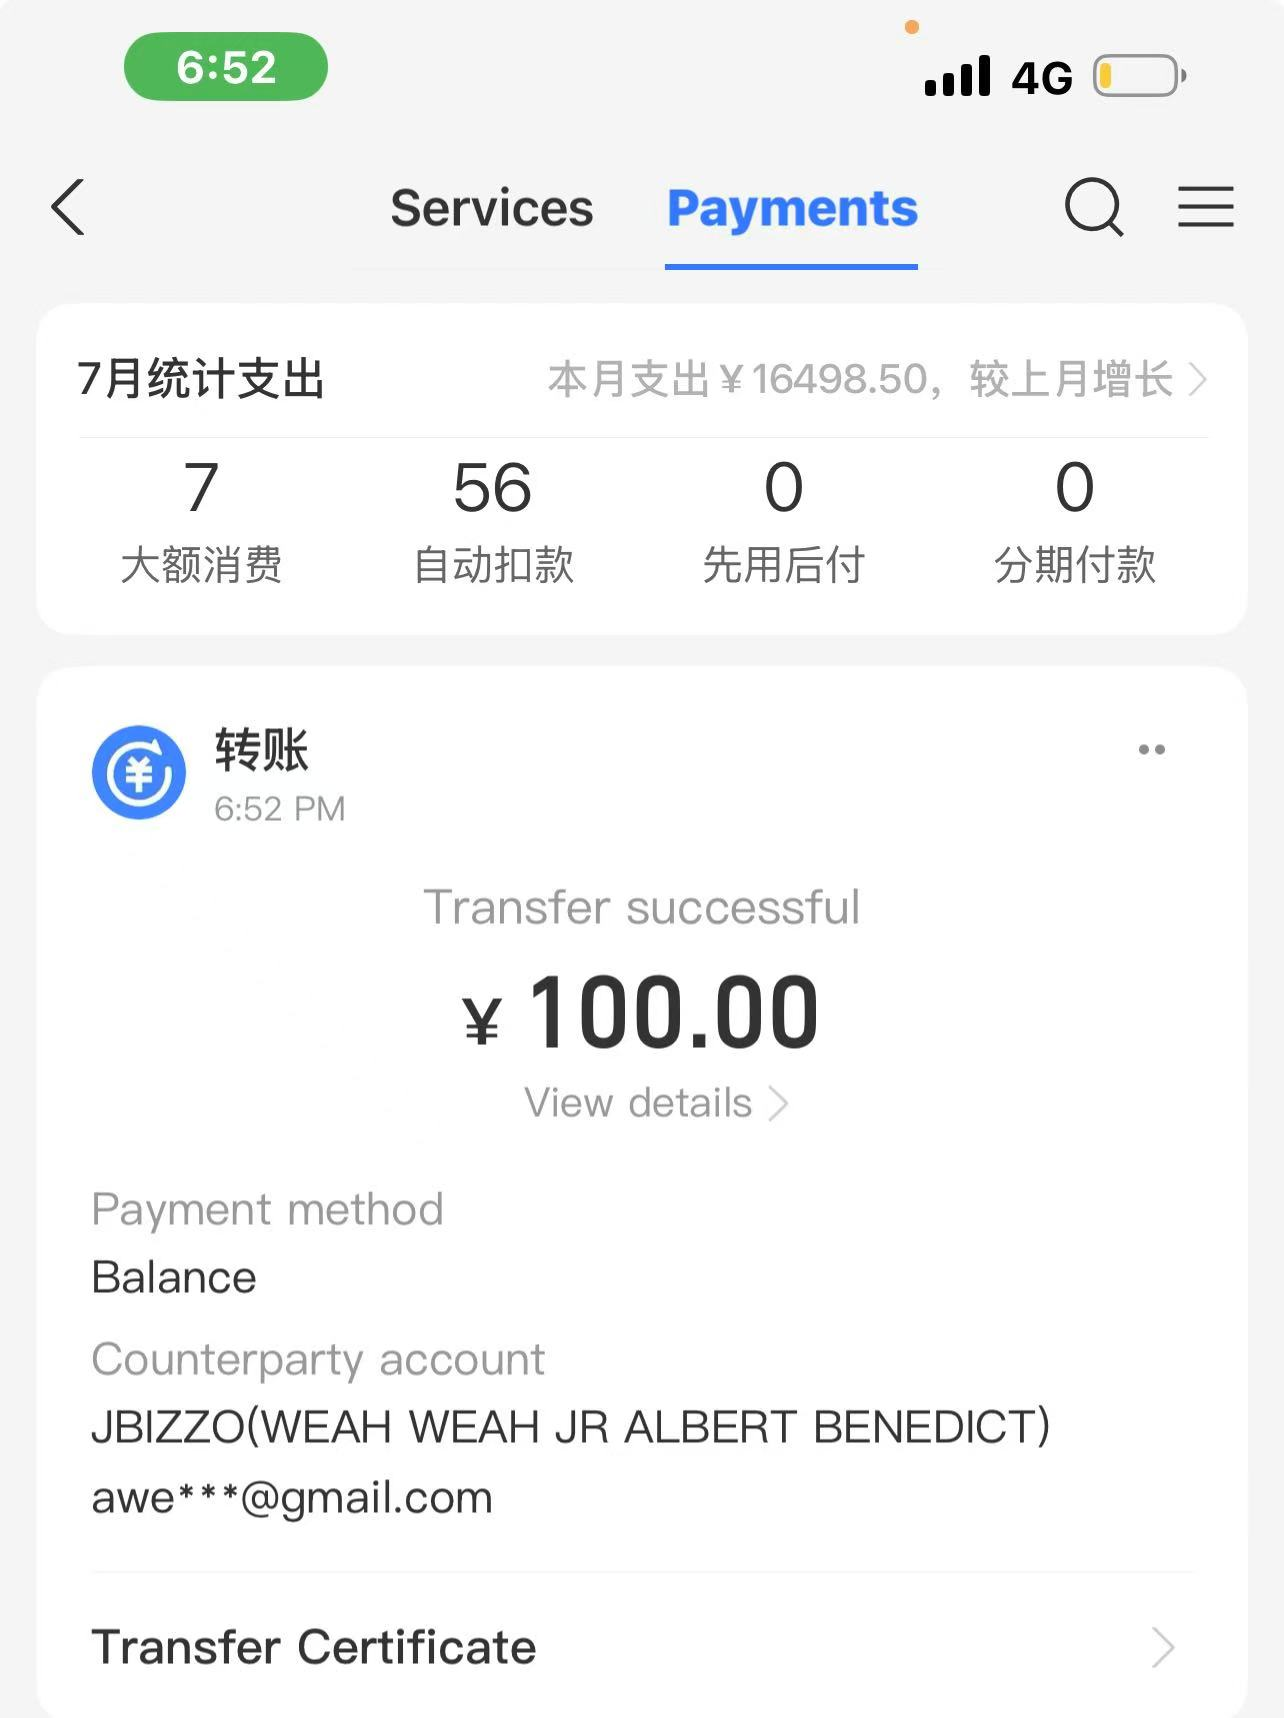 6:52
4G
Services Payments
7月统计支出 本月支出¥16498.50，较上月增长
7 56 0 0
大额消费 自动扣款 先用后付 分期付款
转账
6:52 PM
Transfer successful
¥ 100.00
View details
Payment method
Balance
Counterparty account
JBIZZO(WEAH WEAH JR ALBERT BENEDICT)
awe***@gmail.com
Transfer Certificate